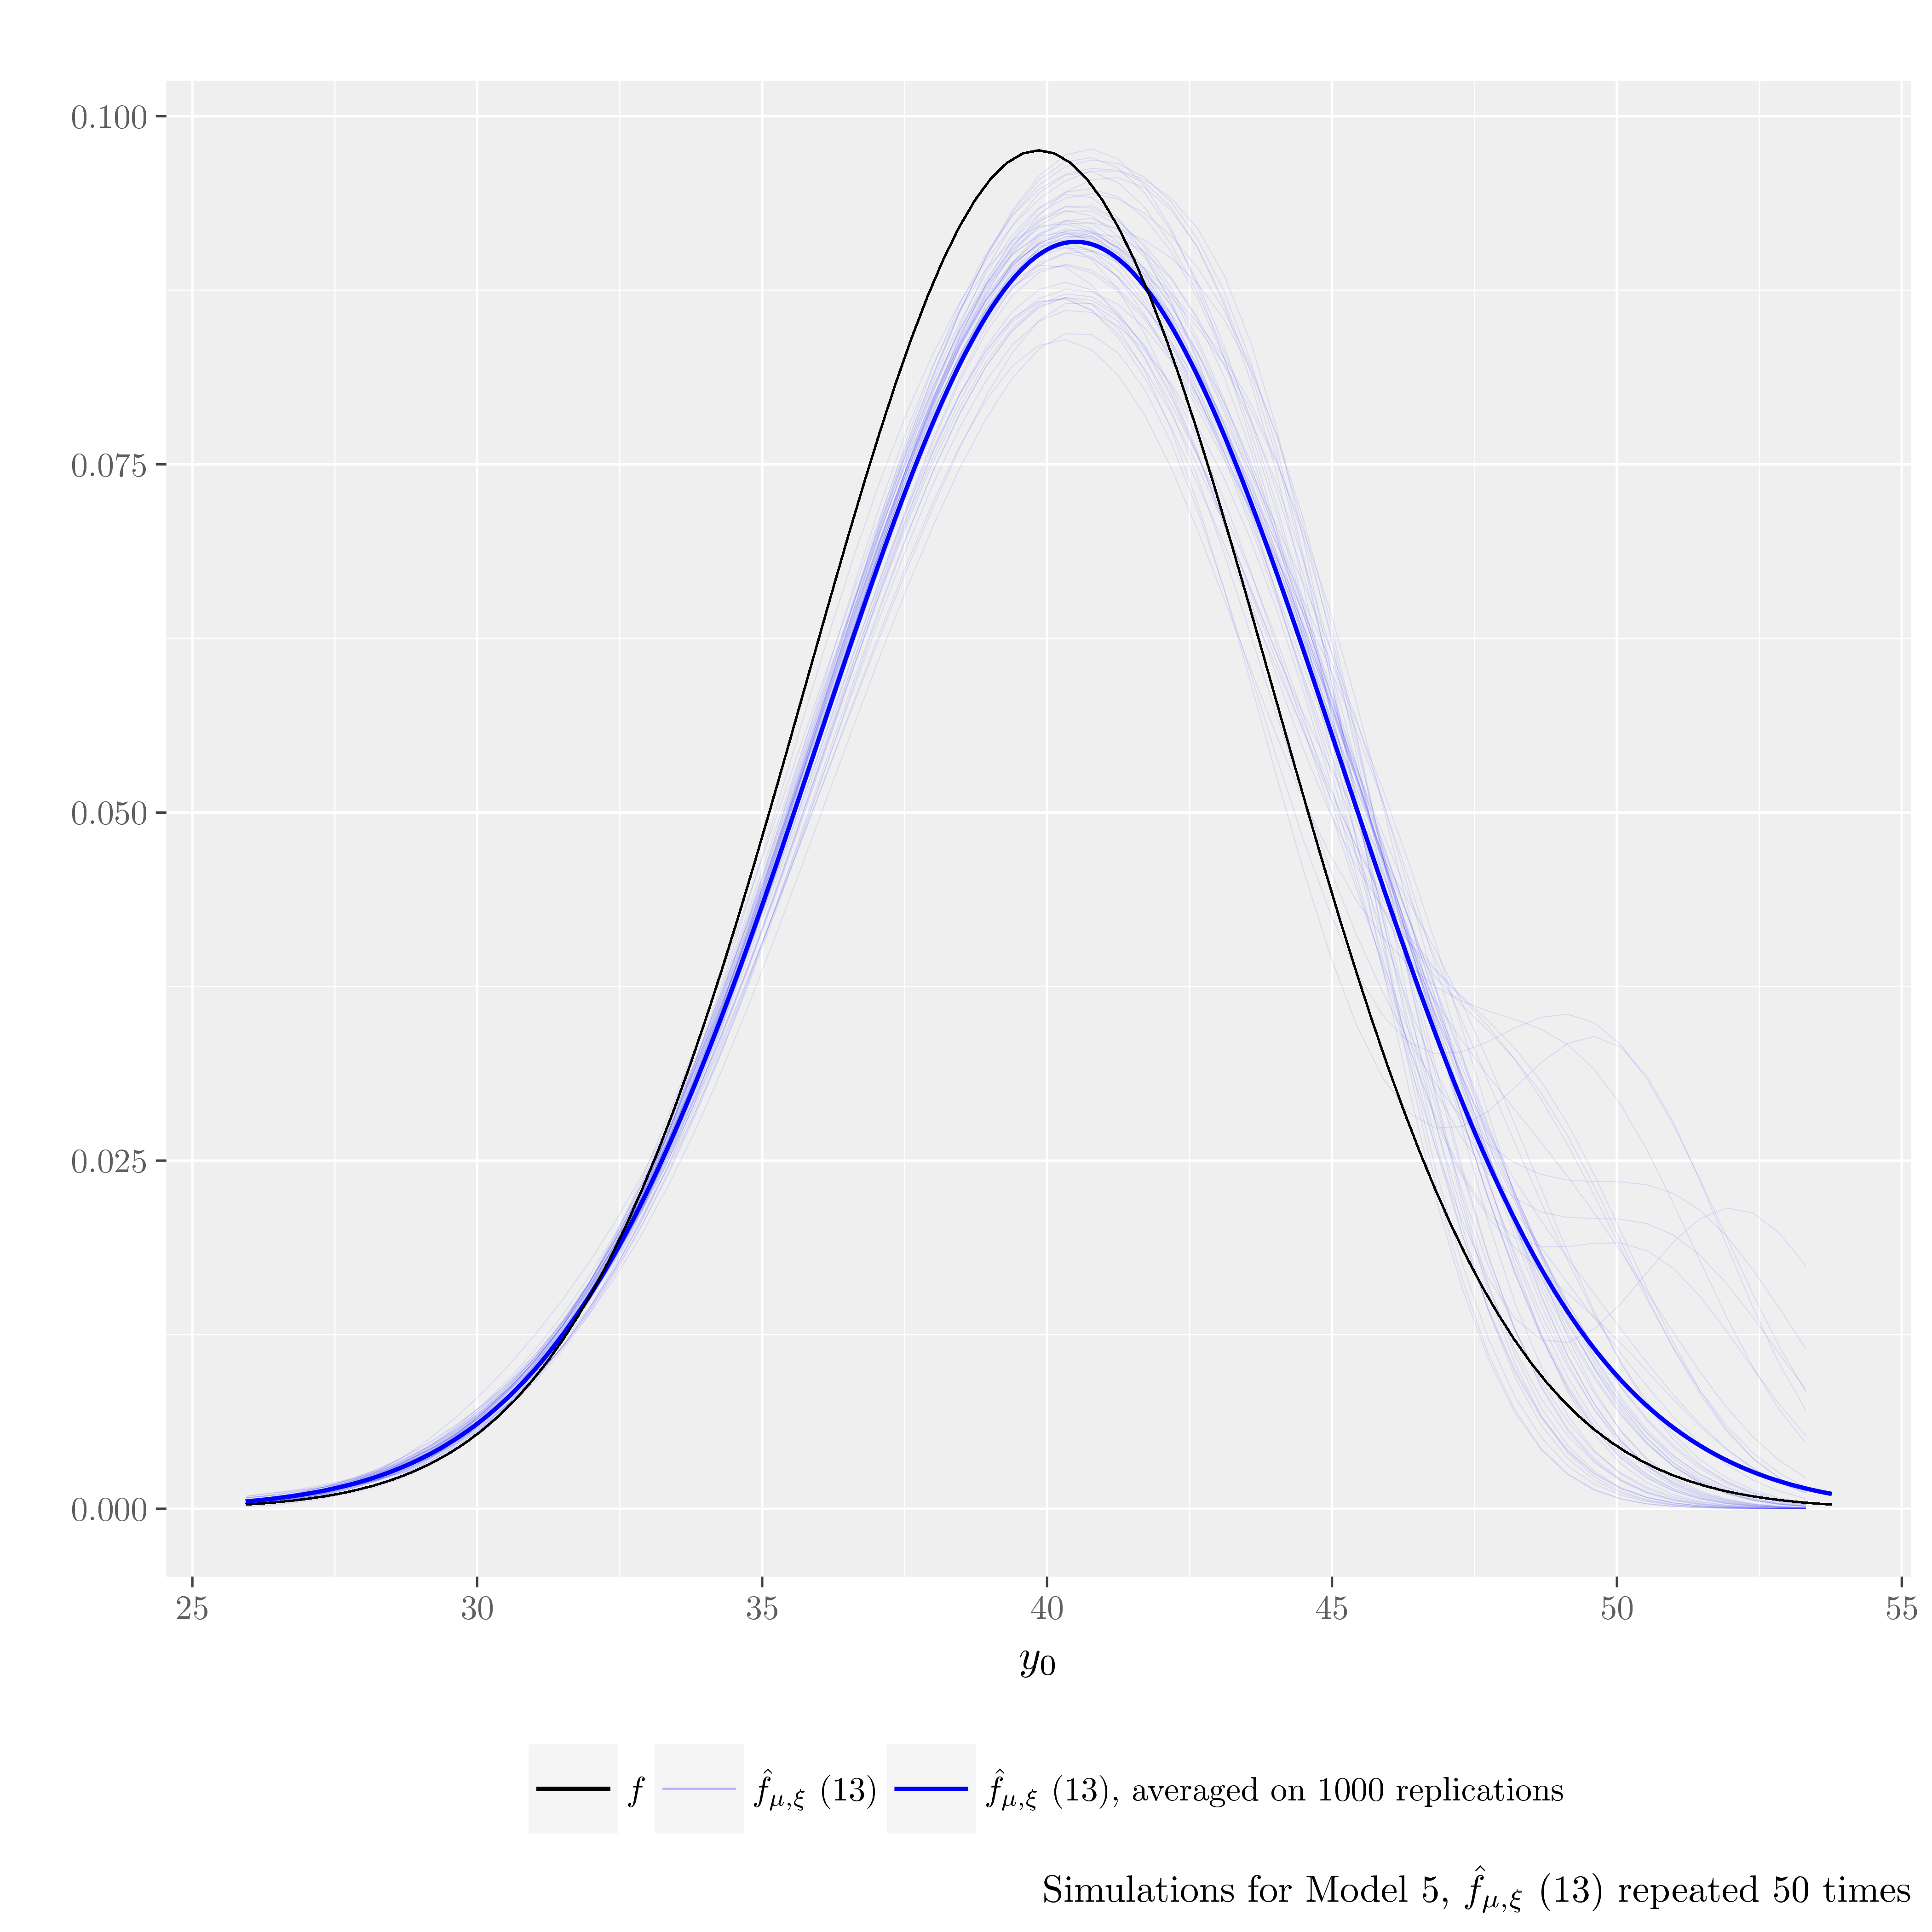 0.100
0.075
0.050
0.025
0.000
25 30 35 40 45 50 55
y₀
f f̂μ,ξ (13) f̂μ,ξ (13), averaged on 1000 replications
Simulations for Model 5, f̂μ,ξ (13) repeated 50 times